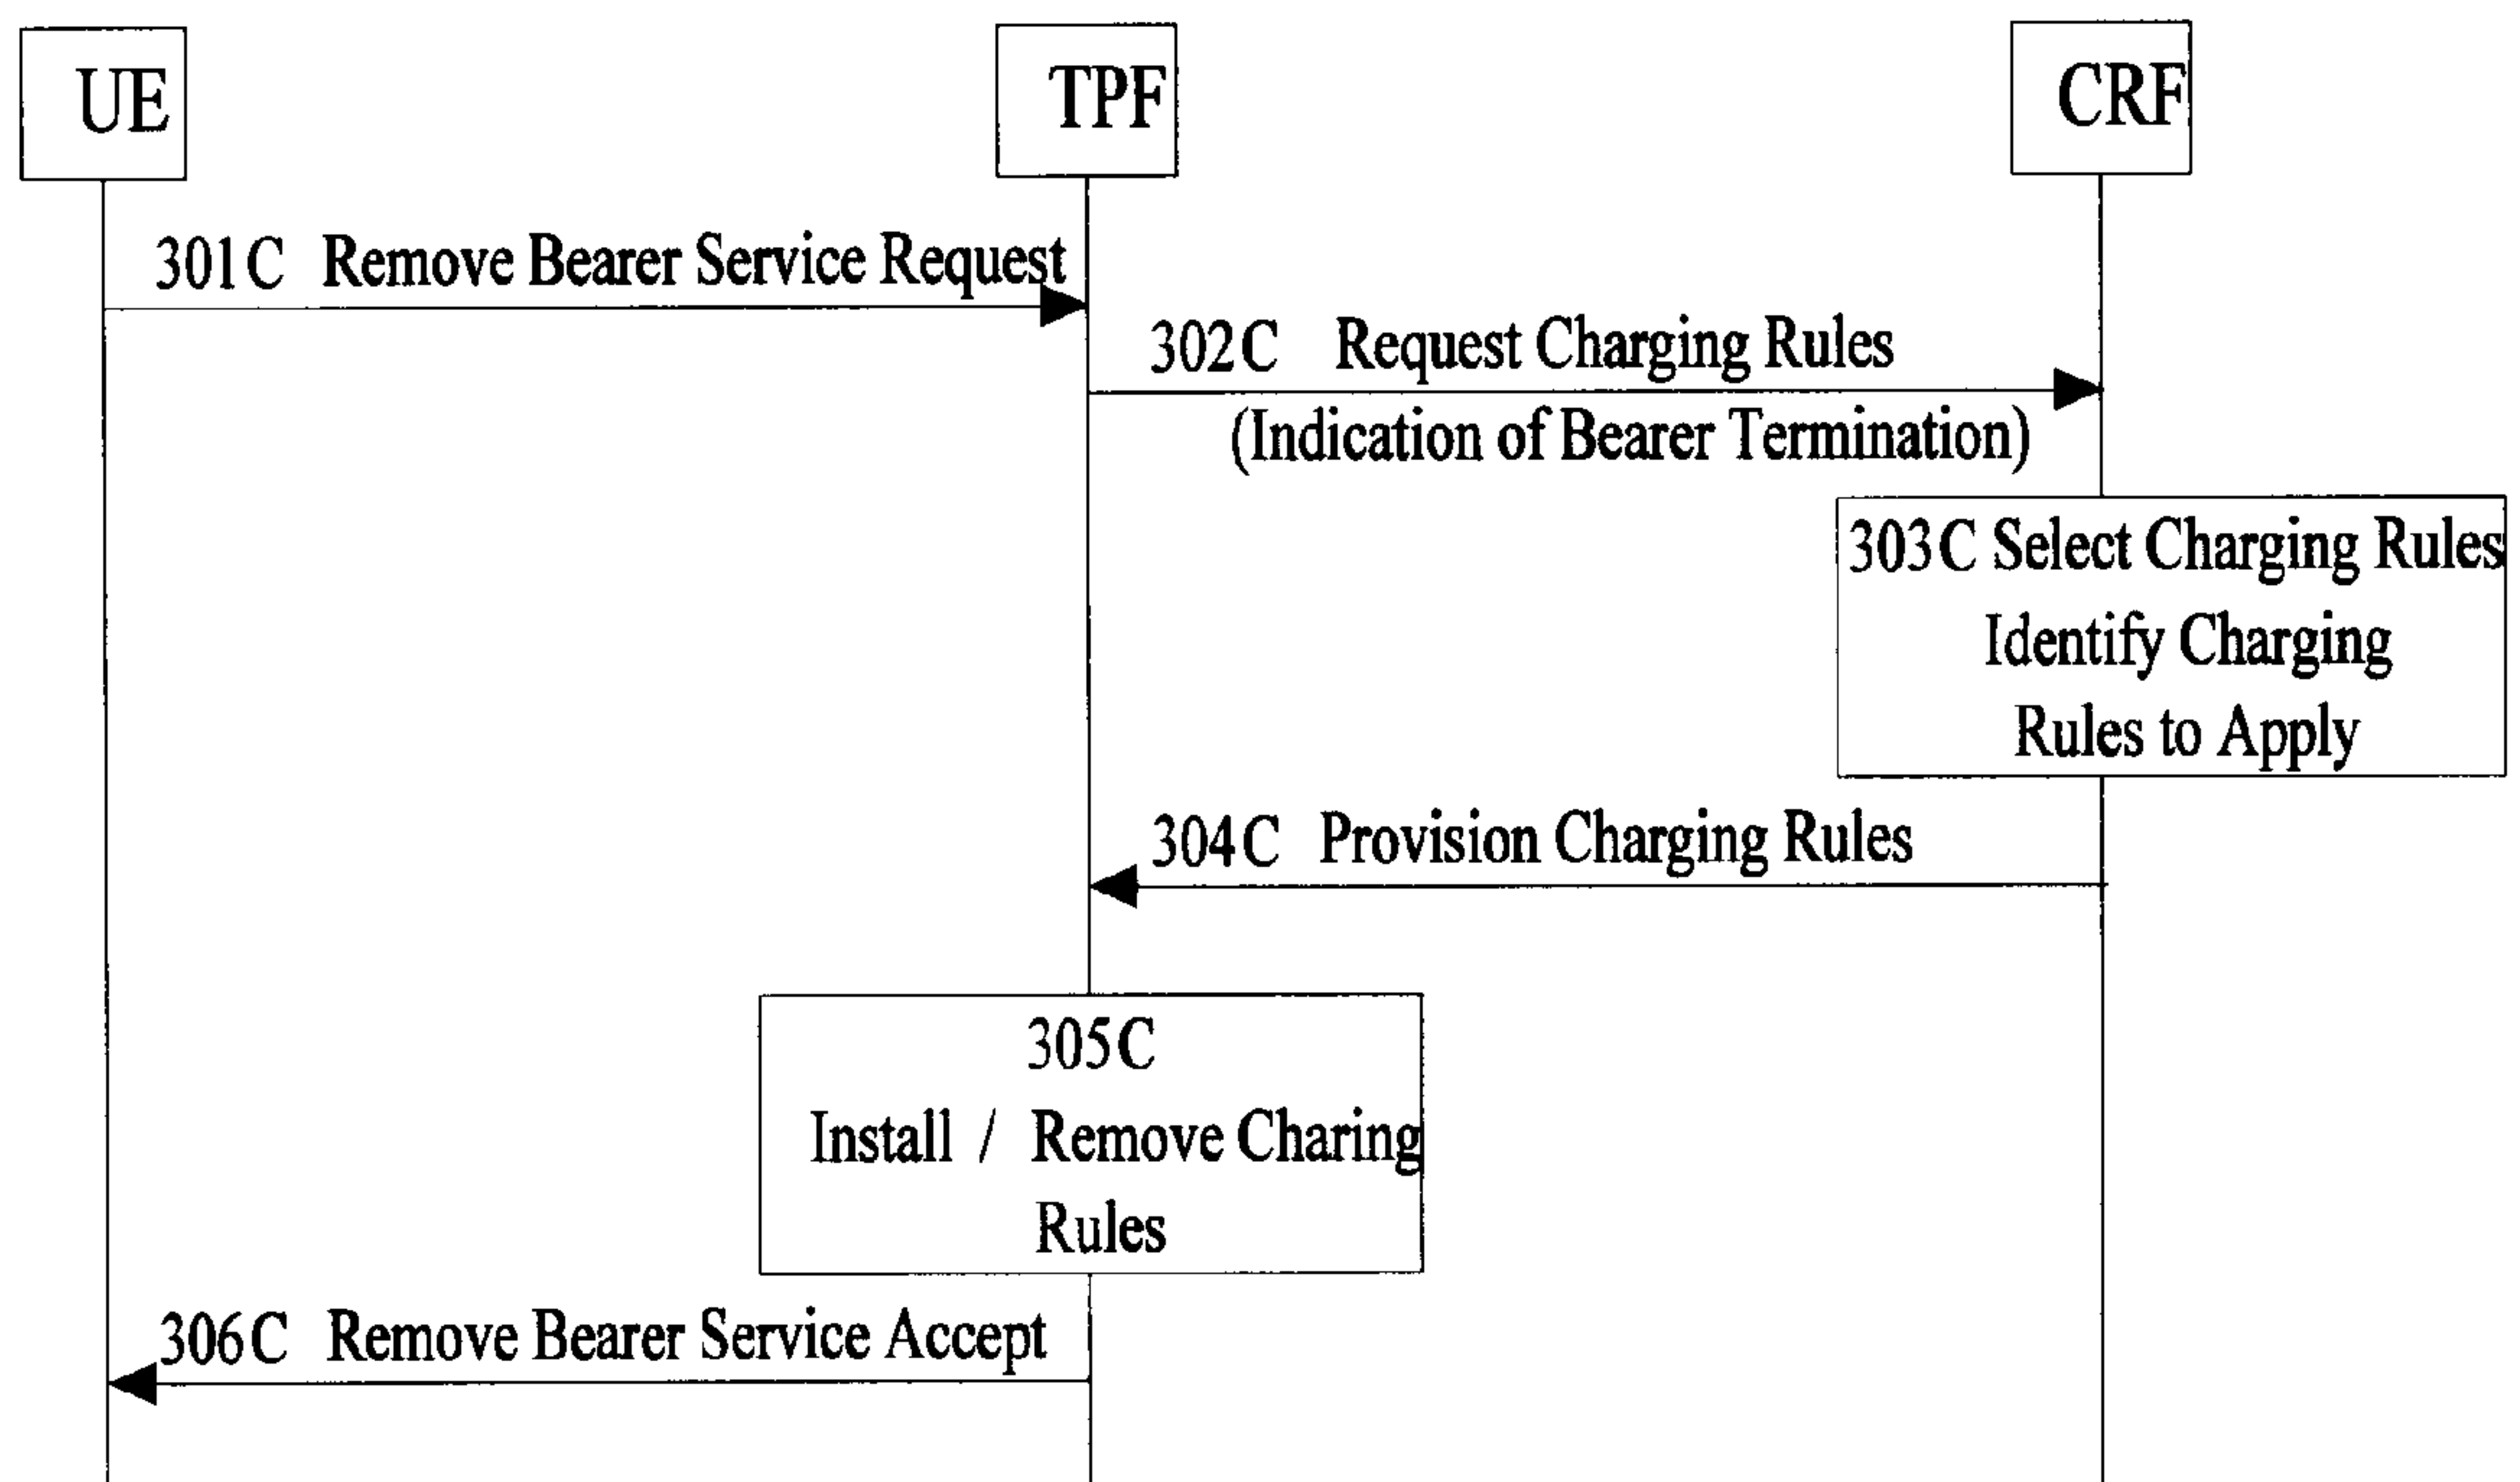 UE
TPF
CRF
301C Remove Bearer Service Request
302C Request Charging Rules
(Indication of Bearer Termination)
303C Select Charging Rules
Identify Charging
Rules to Apply
304C Provision Charging Rules
305C
Install / Remove Charing
Rules
306C Remove Bearer Service Accept